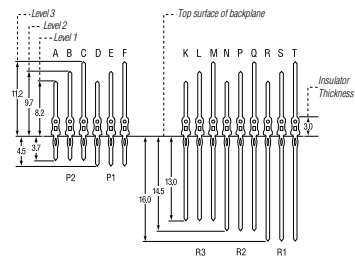 Level 3
Level 2
Level 1
Top surface of backplane
A B C D E F
K L M N P Q R S T
Insulator
Thickness
11.2
9.7
8.2
3.0
4.5
3.7
13.0
14.5
16.0
P2 P1
R3 R2 R1